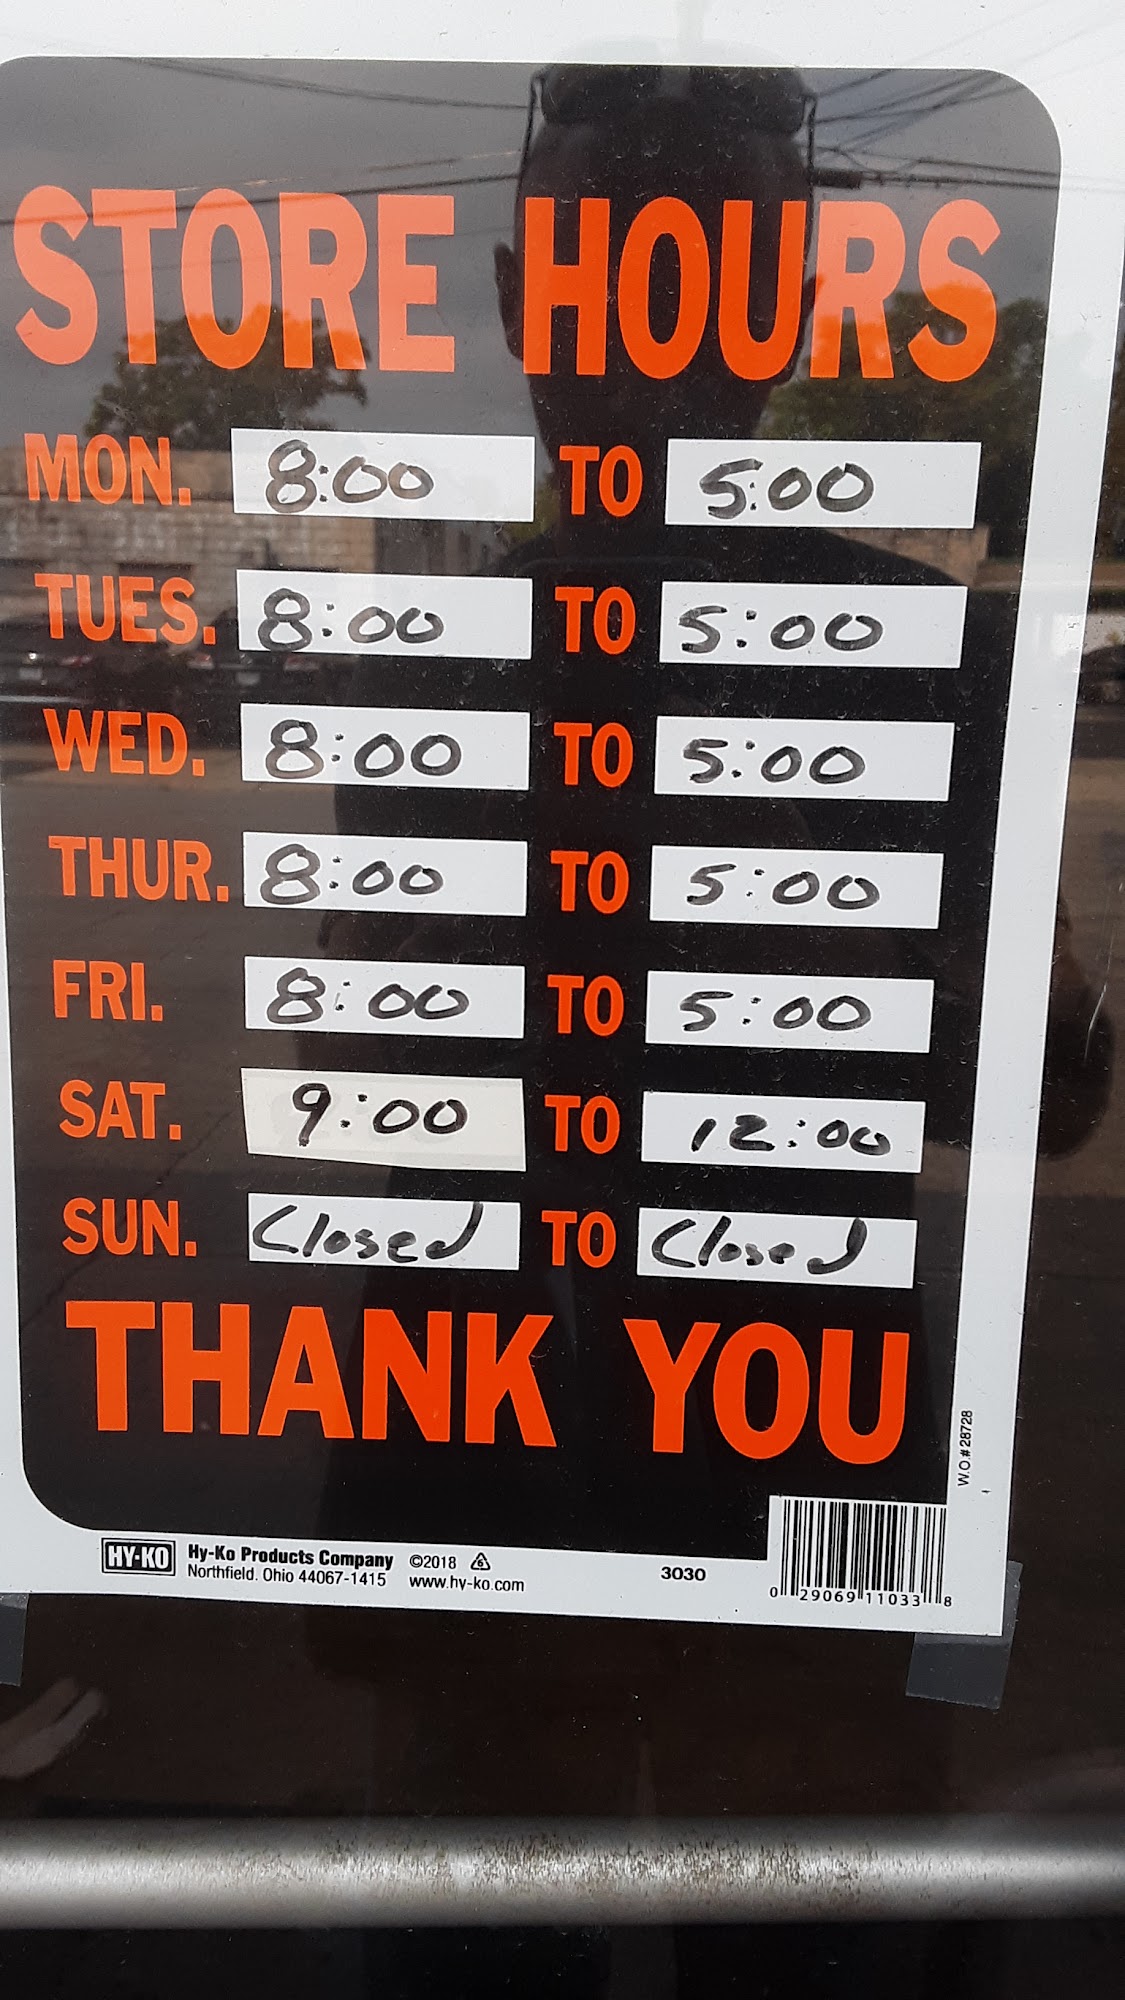 STORE HOURS
MON. 8:00 TO 5:00
TUES. 8:00 TO 5:00
WED. 8:00 TO 5:00
THUR. 8:00 TO 5:00
FRI. 8:00 TO 5:00
SAT. 9:00 TO 12:00
SUN. Closed TO Closed
THANK YOU
W.O.#28728
HY-KO Hy-Ko Products Company ©2018 6
Northfield, Ohio 44067-1415 www.hy-ko.com
3030
0 29069 11033 8